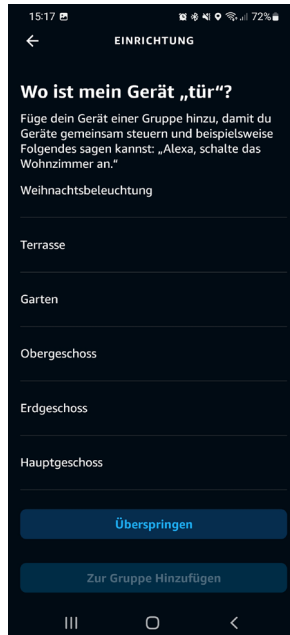 15:17 72%
EINRICHTUNG
Wo ist mein Gerät „tür“?
Füge dein Gerät einer Gruppe hinzu, damit du
Geräte gemeinsam steuern und beispielsweise
Folgendes sagen kannst: „Alexa, schalte das
Wohnzimmer an.“
Weihnachtsbeleuchtung
Terrasse
Garten
Obergeschoss
Erdgeschoss
Hauptgeschoss
Überspringen
Zur Gruppe Hinzufügen